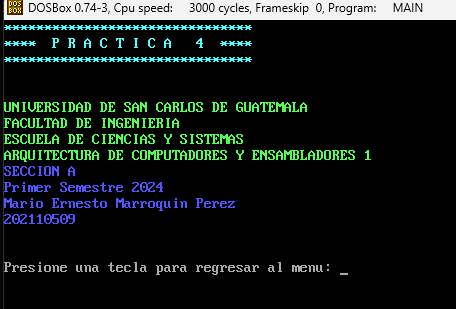 DOS BOX DOSBox 0.74-3, Cpu speed: 3000 cycles, Frameskip 0, Program: MAIN
*******************************
**** P R A C T I C A 4 ****
*******************************
UNIVERSIDAD DE SAN CARLOS DE GUATEMALA
FACULTAD DE INGENIERIA
ESCUELA DE CIENCIAS Y SISTEMAS
ARQUITECTURA DE COMPUTADORES Y ENSAMBLADORES 1
SECCION A
Primer Semestre 2024
Mario Ernesto Marroquin Perez
202110509
Presione una tecla para regresar al menu: _